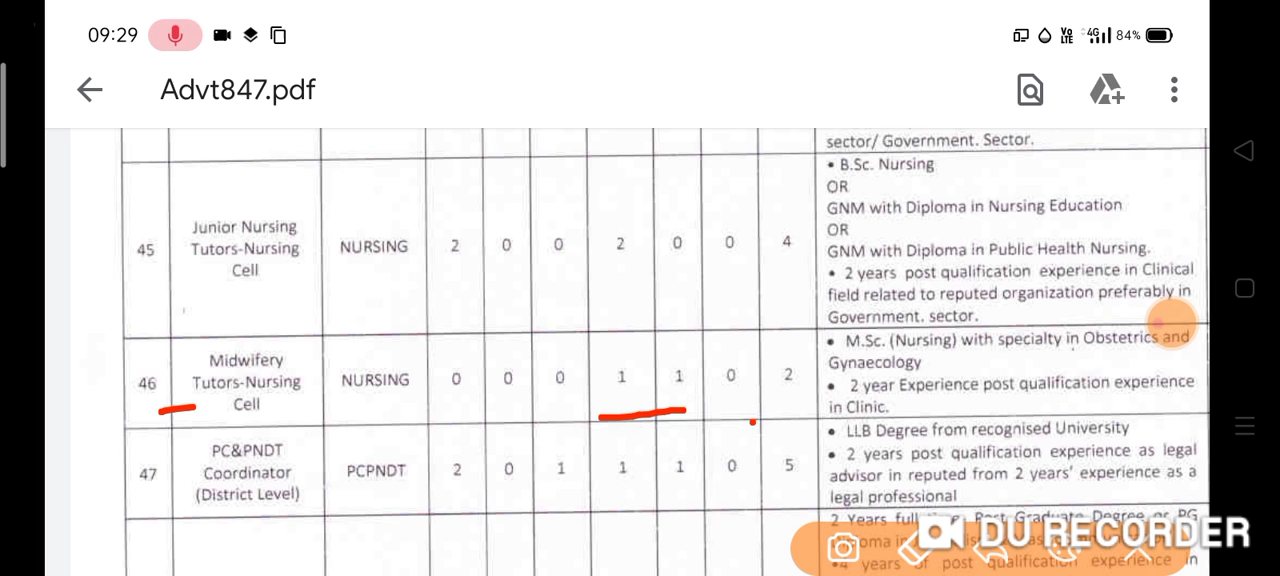 09:29
Vo LTE 4G 84%
Advt847.pdf
sector/ Government. Sector.
45
Junior Nursing
Tutors-Nursing
Cell
NURSING
2 0 0 2 0 0 4
• B.Sc. Nursing
OR
GNM with Diploma in Nursing Education
OR
GNM with Diploma in Public Health Nursing.
• 2 years post qualification experience in Clinical
field related to reputed organization preferably in
Government. sector.
46
Midwifery
Tutors-Nursing
Cell
NURSING
0 0 0 1 1 0 2
• M.Sc. (Nursing) with specialty in Obstetrics and
Gynaecology
• 2 year Experience post qualification experience
in Clinic.
47
PC&PNDT
Coordinator
(District Level)
PCPNDT
2 0 1 1 1 0 5
• LLB Degree from recognised University
• 2 years post qualification experience as legal
advisor in reputed from 2 years' experience as a
legal professional
2 Years full Post Graduate Degree or PG
years of post qualification experience in
DU RECORDER